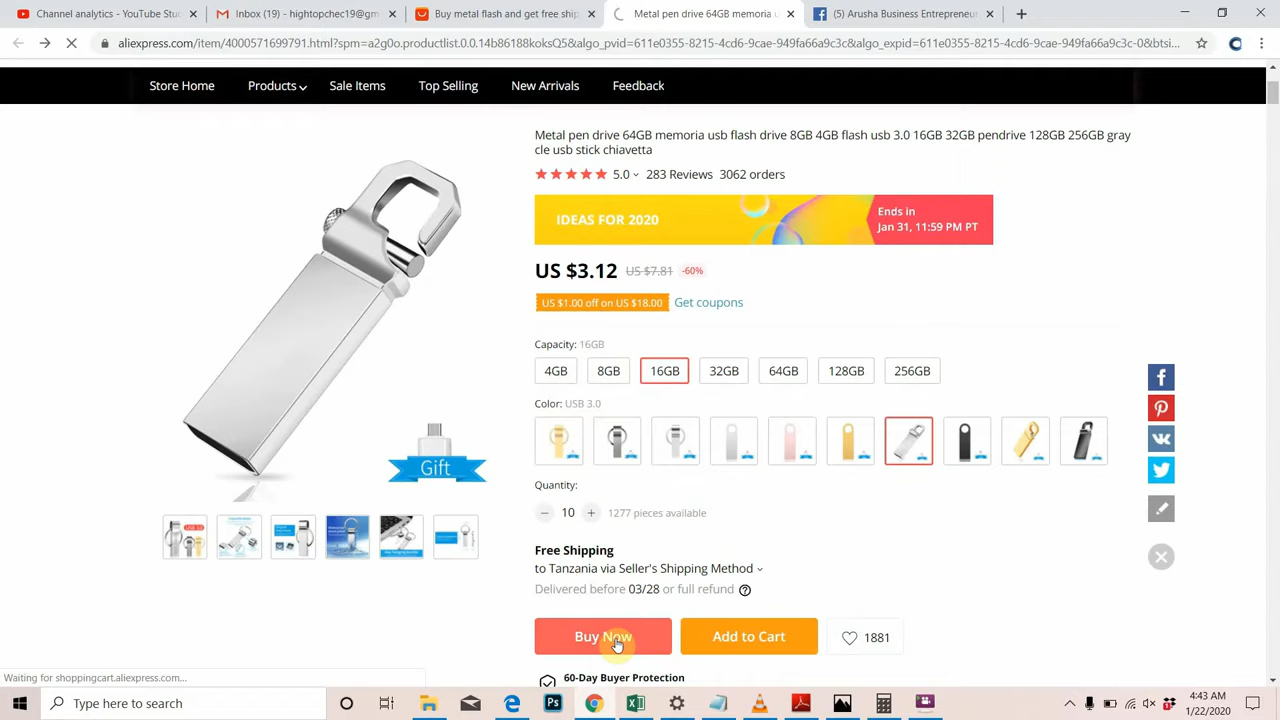 Channel content - YouTube Stu
Inbox (19) - hightopchec19@gm
Buy metal flash and get free ship
Metal pen drive 64GB memoria u
(5) Arusha Business Entrepreneur
aliexpress.com/item/4000571699791.html?spm=a2g0o.productlist.0.0.14b86188koksQ5&algo_pvid=611e0355-8215-4cd6-9cae-949fa66a9c3c&algo_expid=611e0355-8215-4cd6-9cae-949fa66a9c3c-0&btsi...
Store Home Products Sale Items Top Selling New Arrivals Feedback
Metal pen drive 64GB memoria usb flash drive 8GB 4GB flash usb 3.0 16GB 32GB pendrive 128GB 256GB gray
cle usb stick chiavetta
5.0 283 Reviews 3062 orders
IDEAS FOR 2020
Ends in
Jan 31, 11:59 PM PT
US $3.12 US $7.81 -60%
US $1.00 off on US $18.00 Get coupons
Capacity: 16GB
4GB 8GB 16GB 32GB 64GB 128GB 256GB
Color: USB 3.0
Gift
Quantity:
10 1277 pieces available
Free Shipping
to Tanzania via Seller's Shipping Method
Delivered before 03/28 or full refund
Buy Now Add to Cart 1881
60-Day Buyer Protection
Waiting for shoppingcart.aliexpress.com...
Type here to search
4:43 AM
1/22/2020